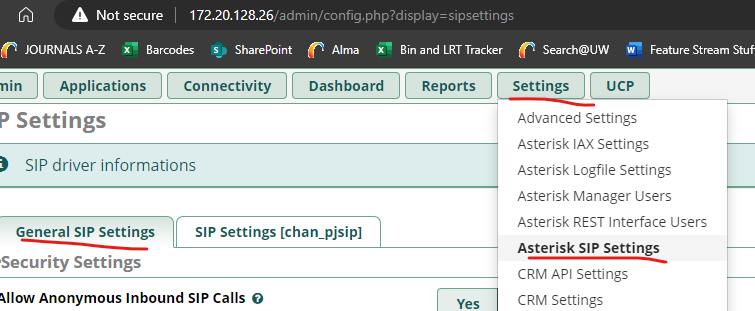 Not secure 172.20.128.26/admin/config.php?display=sipsettings
JOURNALS A-Z Barcodes SharePoint Alma Bin and LRT Tracker Search@UW Feature Stream Stuf
min Applications Connectivity Dashboard Reports Settings UCP
P Settings
SIP driver informations
Advanced Settings
Asterisk IAX Settings
Asterisk Logfile Settings
Asterisk Manager Users
Asterisk REST Interface Users
Asterisk SIP Settings
CRM API Settings
CRM Settings
General SIP Settings SIP Settings [chan_pjsip]
Security Settings
Allow Anonymous Inbound SIP Calls
Yes